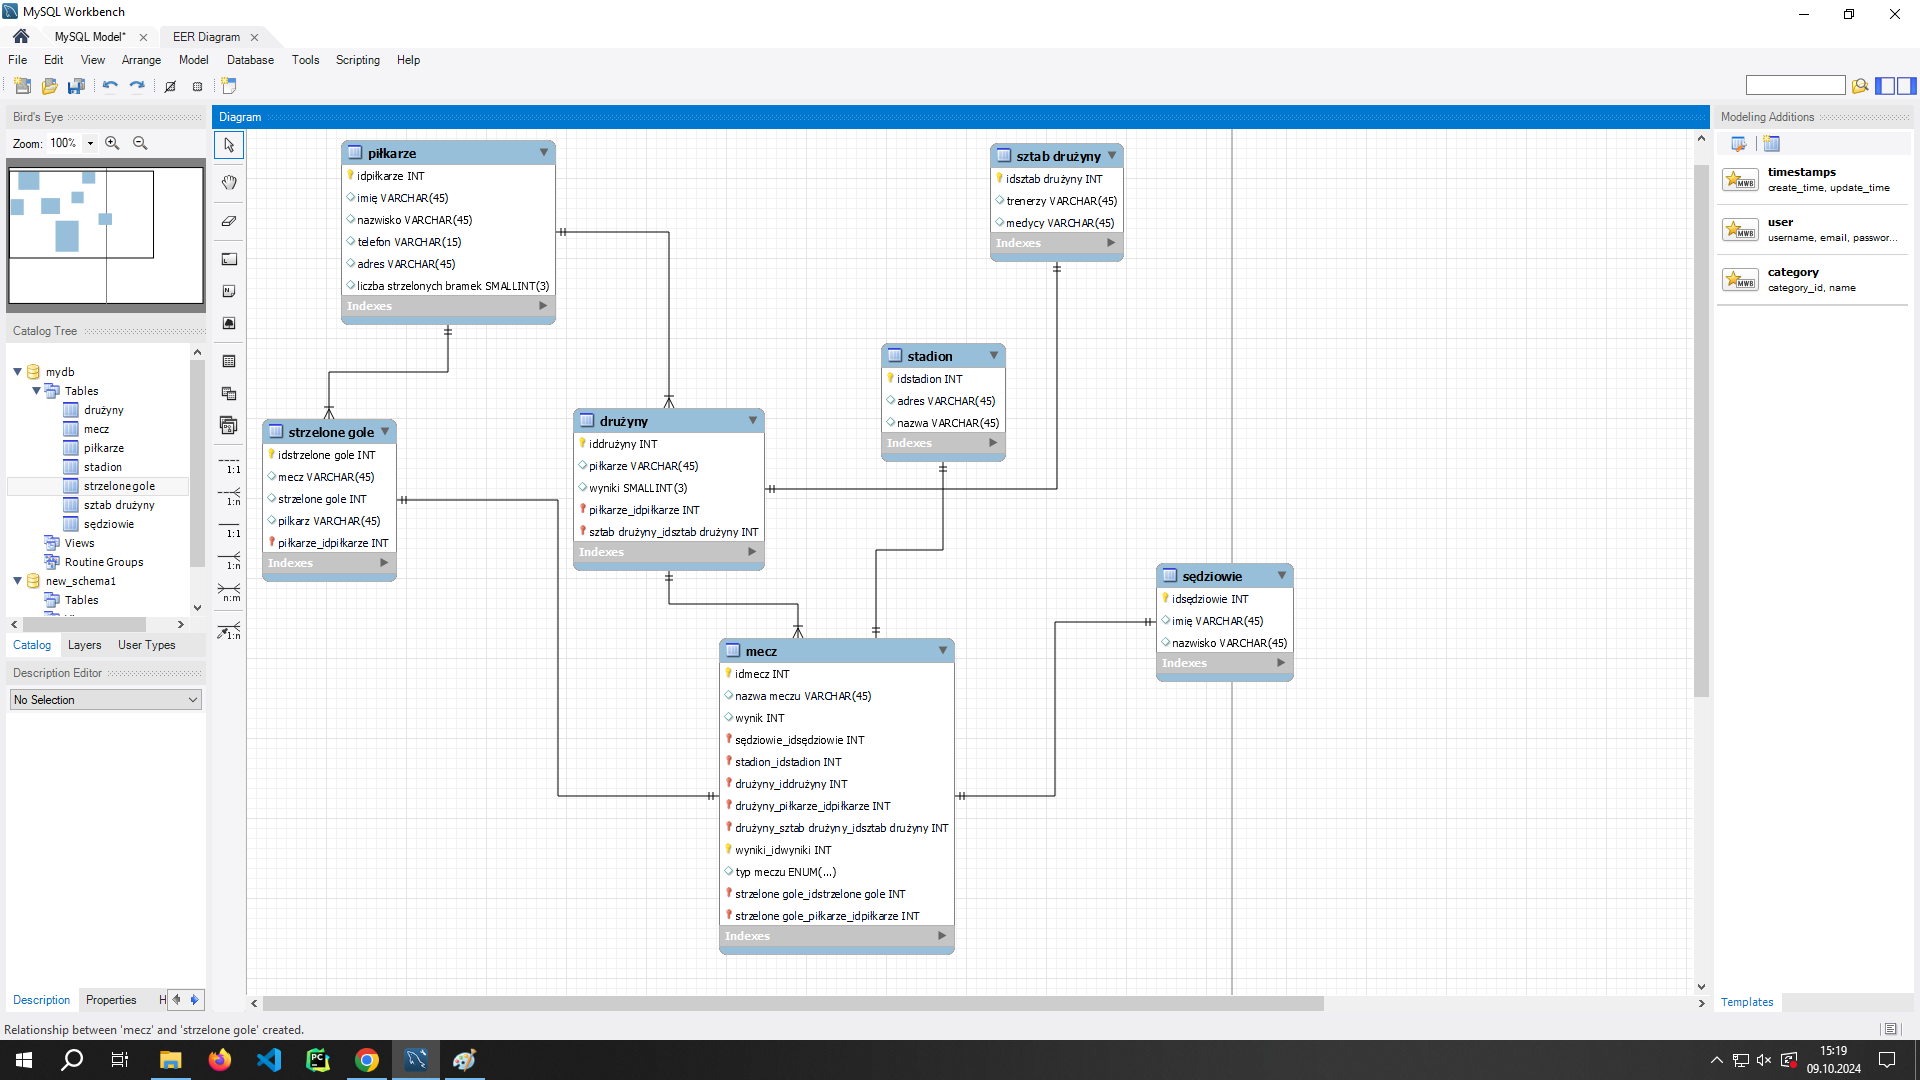 MySQL Workbench
MySQL Model*
EER Diagram
File Edit View Arrange Model Database Tools Scripting Help
Bird's Eye
Zoom: 100%
Catalog Tree
mydb
Tables
drużyny
mecz
piłkarze
stadion
strzelone gole
sztab drużyny
sędziowie
Views
Routine Groups
new_schema1
Tables
Catalog Layers User Types
Description Editor
No Selection
Description Properties H
Diagram
1:1
1:n
1:1
1:n
n:m
1:n
piłkarze
idpiłkarze INT
imię VARCHAR(45)
nazwisko VARCHAR(45)
telefon VARCHAR(15)
adres VARCHAR(45)
liczba strzelonych bramek SMALLINT(3)
Indexes
sztab drużyny
idsztab drużyny INT
trenerzy VARCHAR(45)
medycy VARCHAR(45)
Indexes
stadion
idstadion INT
adres VARCHAR(45)
nazwa VARCHAR(45)
Indexes
strzelone gole
idstrzelone gole INT
mecz VARCHAR(45)
strzelone gole INT
pilkarz VARCHAR(45)
piłkarze_idpiłkarze INT
Indexes
drużyny
iddrużyny INT
piłkarze VARCHAR(45)
wyniki SMALLINT(3)
piłkarze_idpiłkarze INT
sztab drużyny_idsztab drużyny INT
Indexes
sędziowie
idsędziowie INT
imię VARCHAR(45)
nazwisko VARCHAR(45)
Indexes
mecz
idmecz INT
nazwa meczu VARCHAR(45)
wynik INT
sędziowie_idsędziowie INT
stadion_idstadion INT
drużyny_iddrużyny INT
drużyny_piłkarze_idpiłkarze INT
drużyny_sztab drużyny_idsztab drużyny INT
wyniki_idwyniki INT
typ meczu ENUM(...)
strzelone gole_idstrzelone gole INT
strzelone gole_piłkarze_idpiłkarze INT
Indexes
Modeling Additions
timestamps
create_time, update_time
user
username, email, passwor...
category
category_id, name
Templates
Relationship between 'mecz' and 'strzelone gole' created.
15:19
09.10.2024